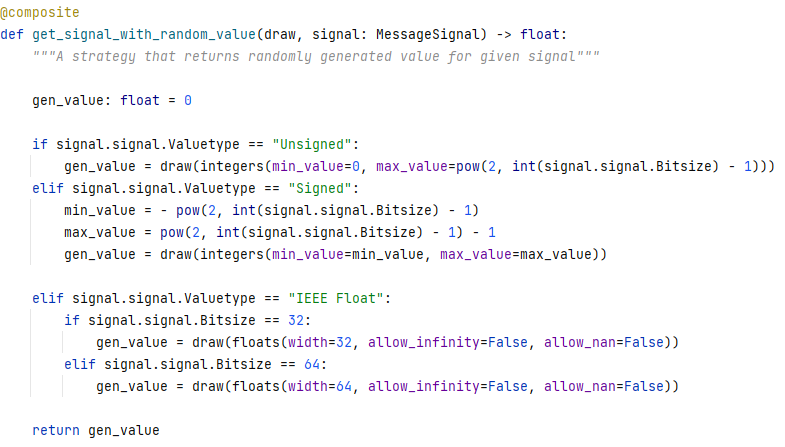 @composite
def get_signal_with_random_value(draw, signal: MessageSignal) -> float:
    """A strategy that returns randomly generated value for given signal"""

    gen_value: float = 0

    if signal.signal.Valuetype == "Unsigned":
        gen_value = draw(integers(min_value=0, max_value=pow(2, int(signal.signal.Bitsize) - 1)))
    elif signal.signal.Valuetype == "Signed":
        min_value = - pow(2, int(signal.signal.Bitsize) - 1)
        max_value = pow(2, int(signal.signal.Bitsize) - 1) - 1
        gen_value = draw(integers(min_value=min_value, max_value=max_value))

    elif signal.signal.Valuetype == "IEEE Float":
        if signal.signal.Bitsize == 32:
            gen_value = draw(floats(width=32, allow_infinity=False, allow_nan=False))
        elif signal.signal.Bitsize == 64:
            gen_value = draw(floats(width=64, allow_infinity=False, allow_nan=False))

    return gen_value